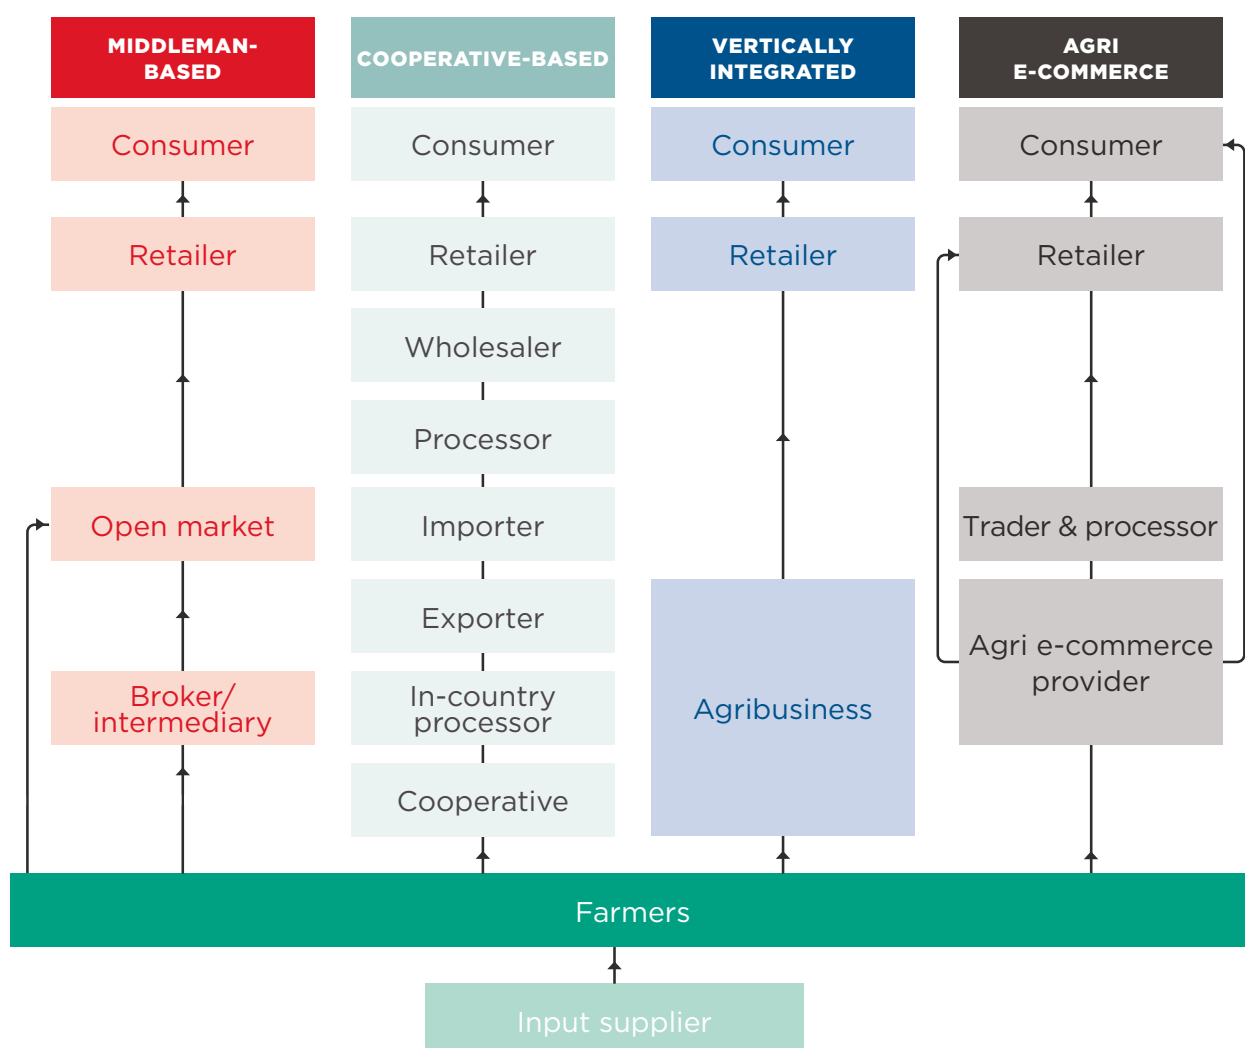 MIDDLEMAN-
BASED
Consumer
Retailer
Open market
Broker/
intermediary
COOPERATIVE-BASED
Consumer
Retailer
Wholesaler
Processor
Importer
Exporter
In-country
processor
Cooperative
VERTICALLY
INTEGRATED
Consumer
Retailer
Agribusiness
AGRI
E-COMMERCE
Consumer
Retailer
Trader & processor
Agri e-commerce
provider
Farmers
Input supplier